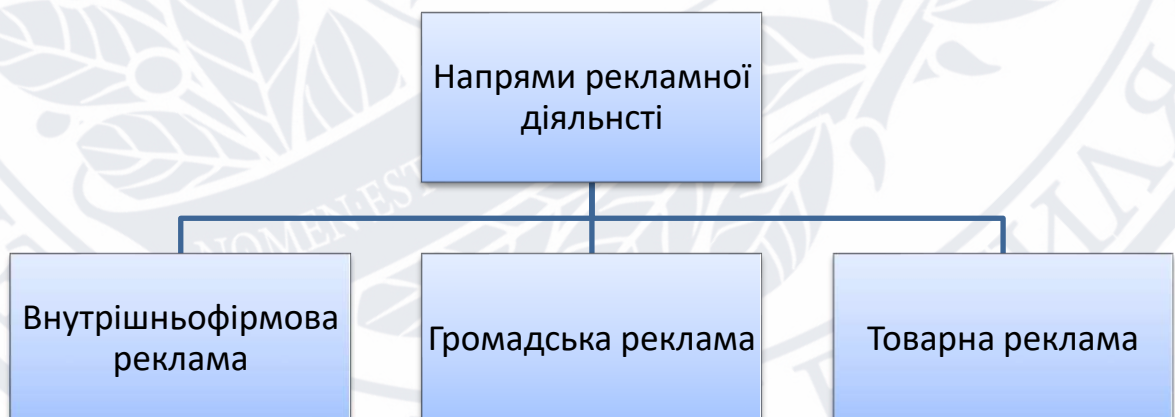 Напрями рекламної
діяльнсті
NOMEN·EST
Внутрішньофірмова
реклама
Громадська реклама
Товарна реклама